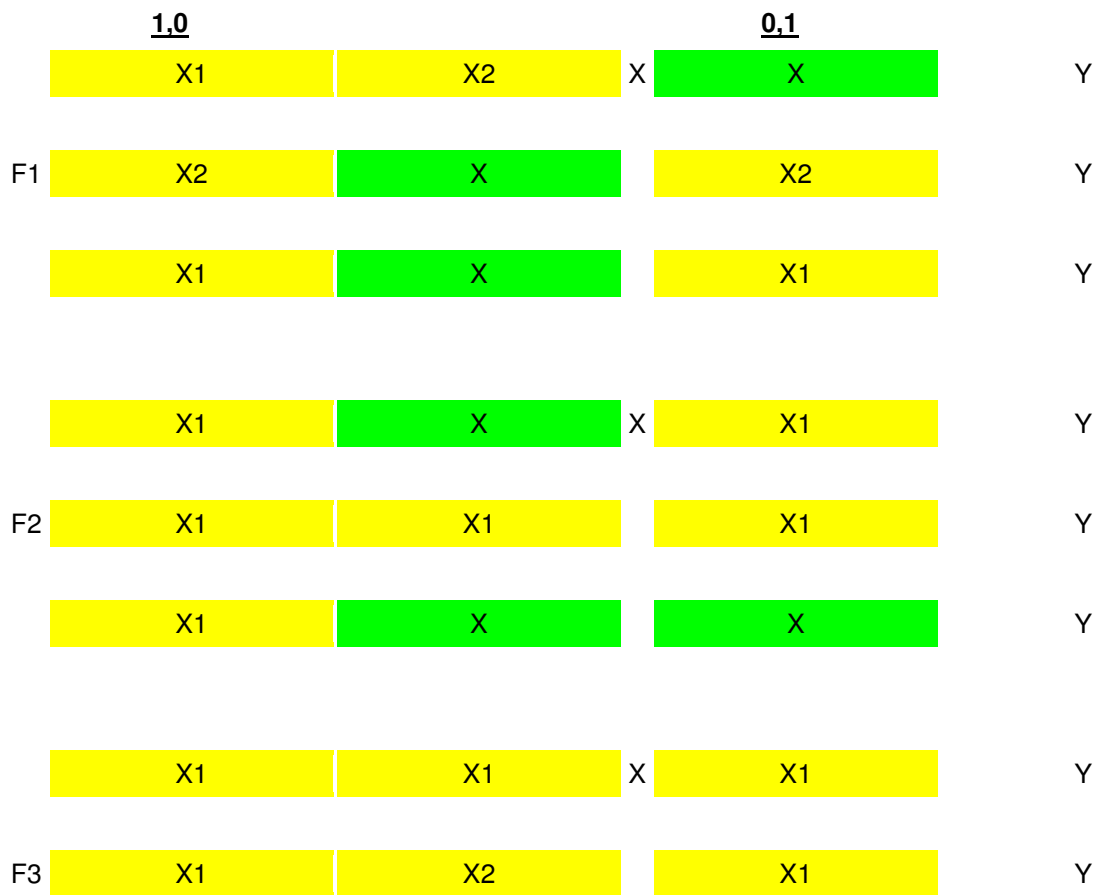 1,0 0,1
X1 X2 X X Y
F1 X2 X X2 Y
X1 X X1 Y
X1 X X X1 Y
F2 X1 X1 X1 Y
X1 X X Y
X1 X1 X X1 Y
F3 X1 X2 X1 Y